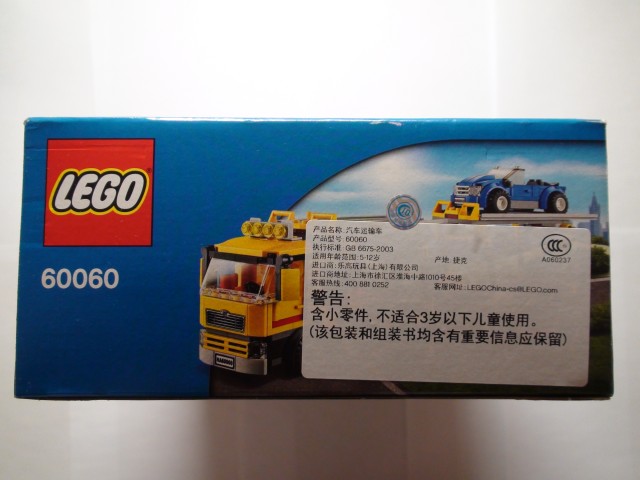 LEGO
60060
产品名称: 汽车运输车
产品型号: 60060
执行标准: GB 6675-2003
适用年龄范围: 5-12岁
产地: 捷克
进口商: 乐高玩具(上海)有限公司
进口商地址: 上海市徐汇区淮海中路1010号45楼
客服热线: 400 881 0252
客服网址: LEGOChina-cs@LEGO.com
CCC
A060237
警告:
含小零件, 不适合3岁以下儿童使用。
(该包装和组装书均含有重要信息应保留)